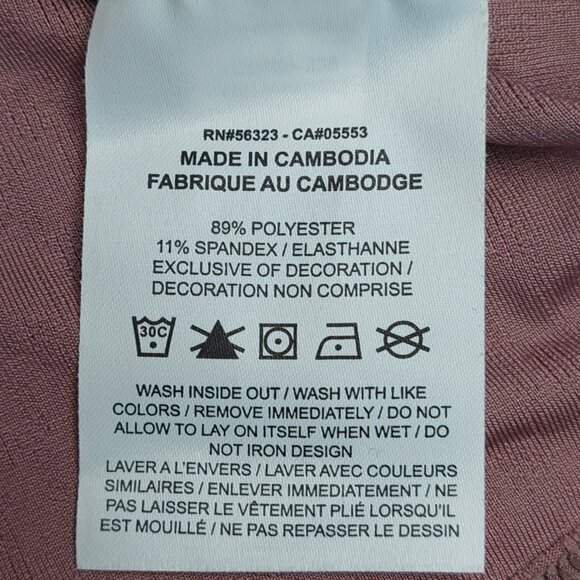 RN#56323 - CA#05553
MADE IN CAMBODIA
FABRIQUE AU CAMBODGE
89% POLYESTER
11% SPANDEX / ELASTHANNE
EXCLUSIVE OF DECORATION /
DECORATION NON COMPRISE
30C
WASH INSIDE OUT / WASH WITH LIKE
COLORS / REMOVE IMMEDIATELY / DO NOT
ALLOW TO LAY ON ITSELF WHEN WET / DO
NOT IRON DESIGN
LAVER A L'ENVERS / LAVER AVEC COULEURS
SIMILAIRES / ENLEVER IMMEDIATEMENT / NE
PAS LAISSER LE VÊTEMENT PLIÉ LORSQU'IL
EST MOUILLÉ / NE PAS REPASSER LE DESSIN